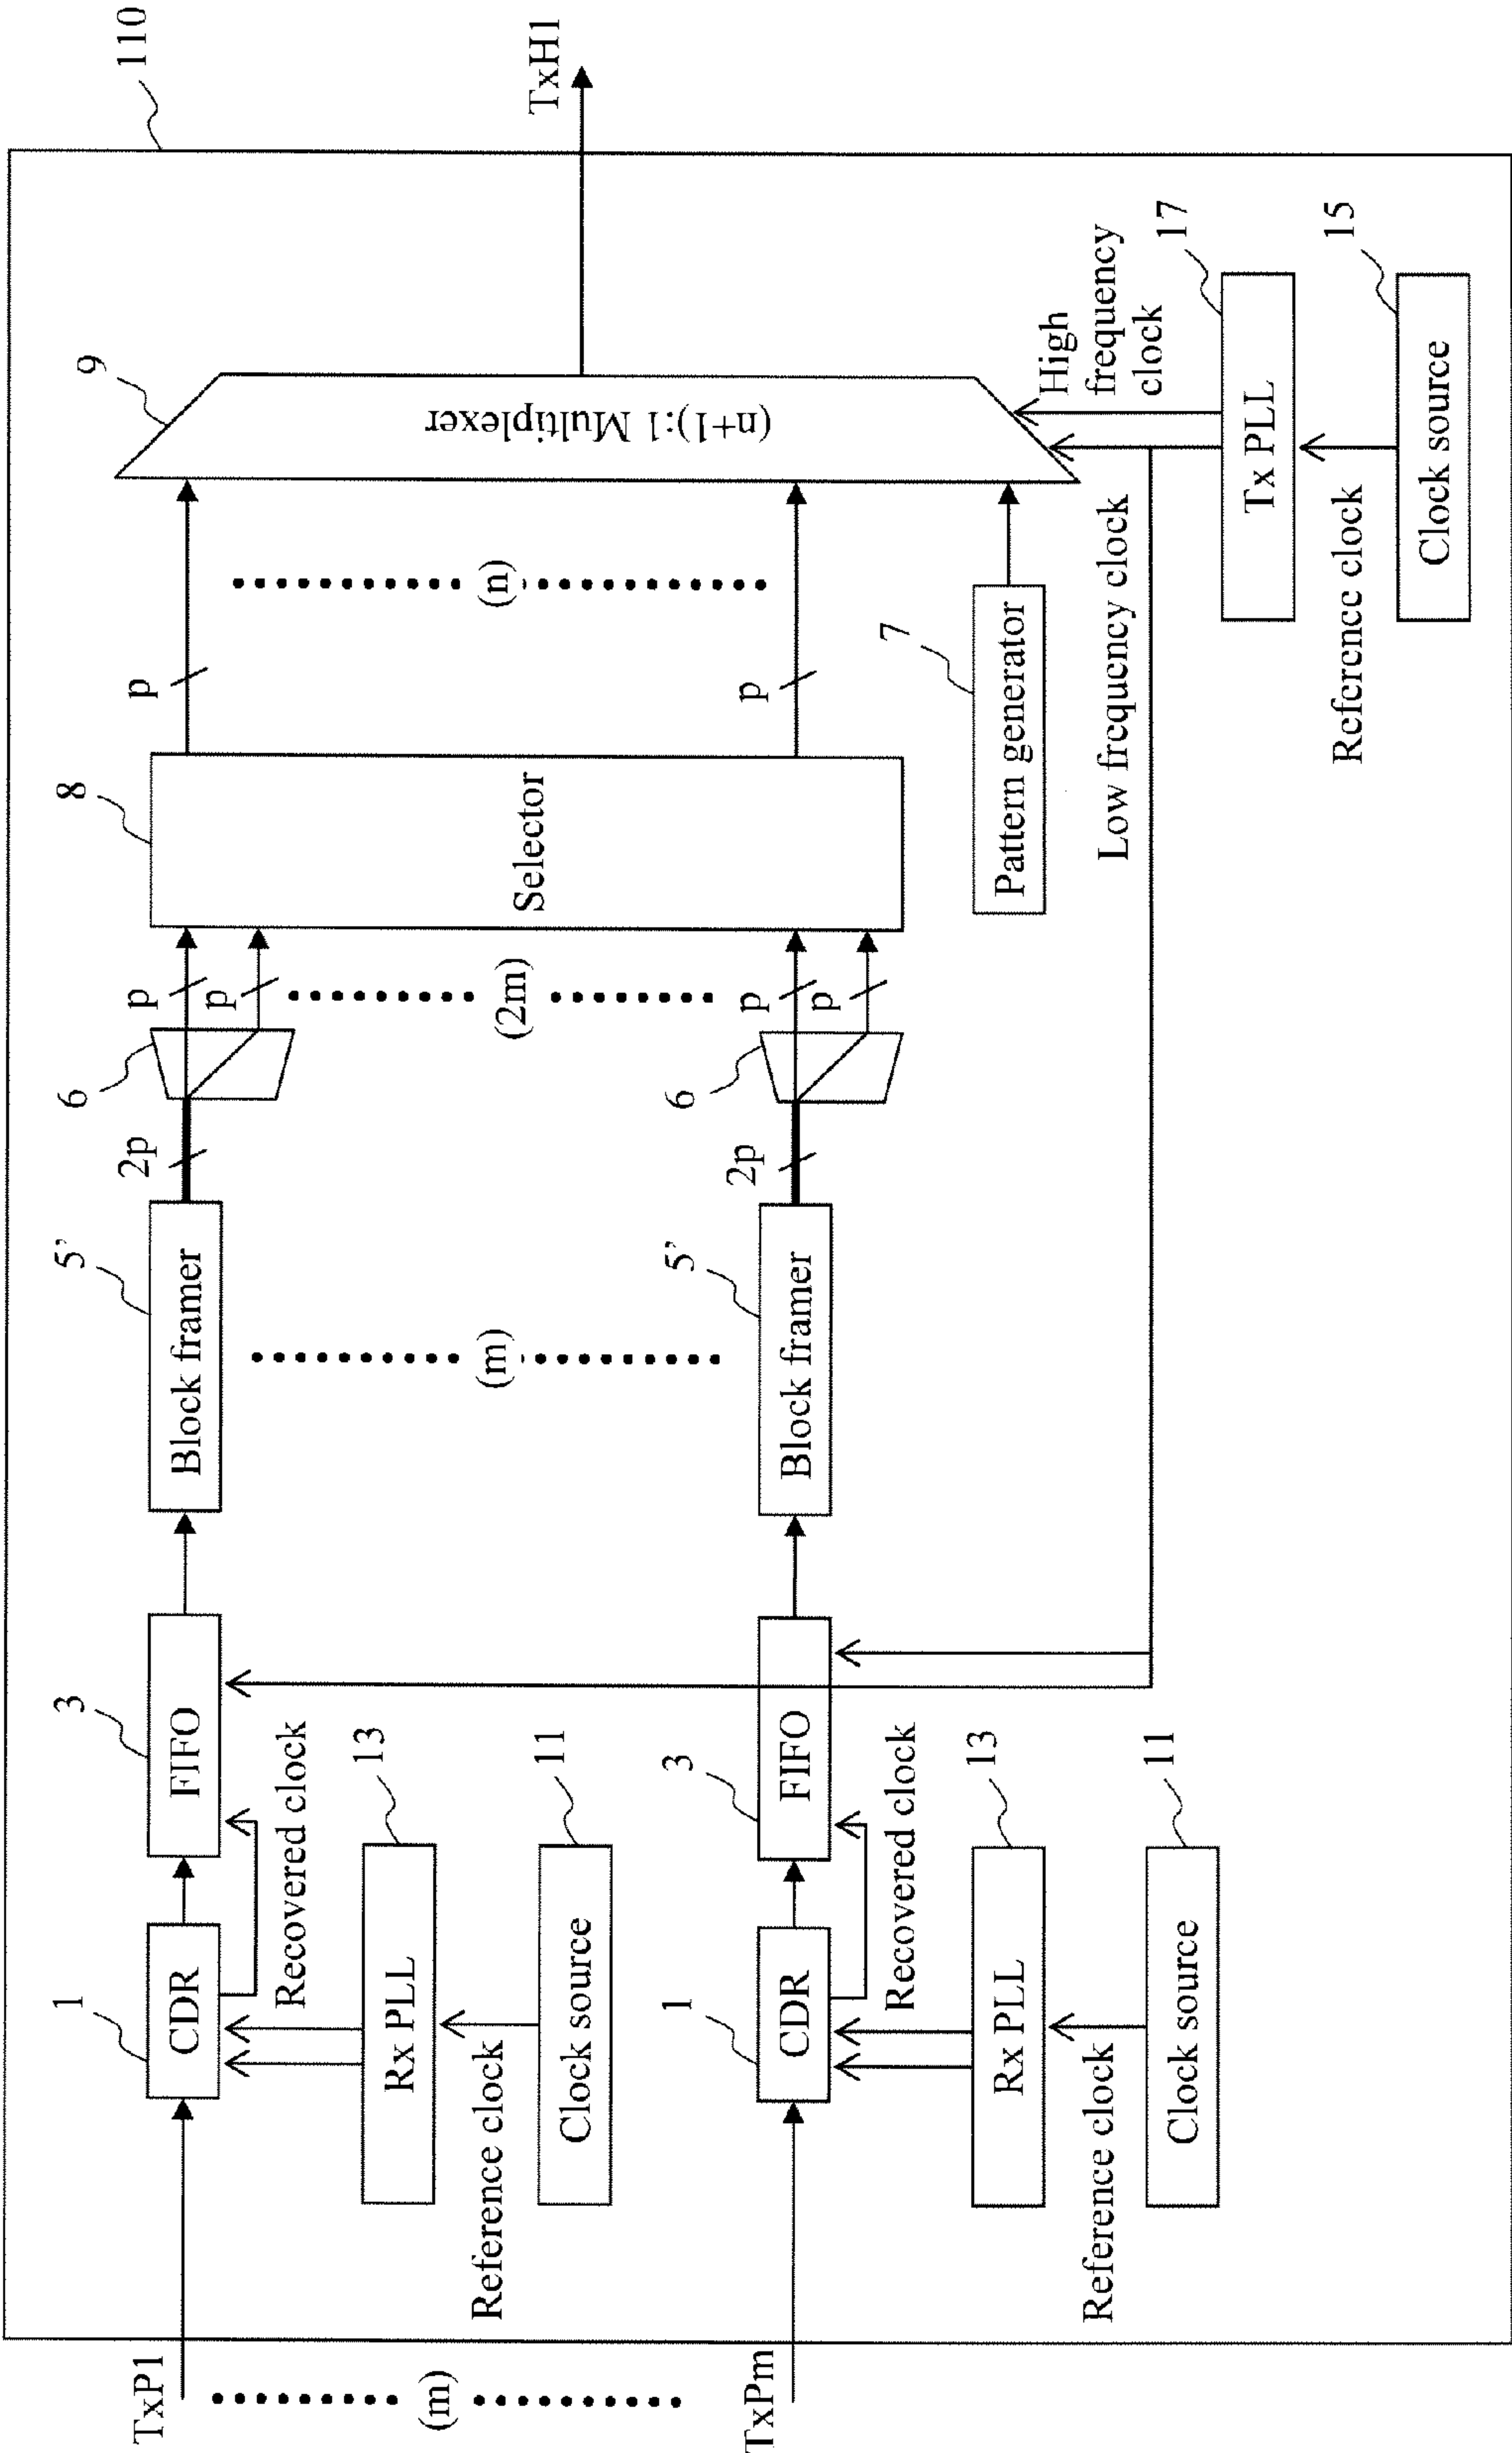 110
TxP1
1
CDR
Recovered clock
3
FIFO
5’
Block framer
2p
6
p
p
8
Selector
p
9
(n+1):1 Multiplexer
TxH1
13
Rx PLL
Reference clock
11
Clock source
(m)
(m)
(2m)
(n)
TxPm
1
CDR
Recovered clock
3
FIFO
5’
Block framer
2p
6
p
p
p
13
Rx PLL
Reference clock
11
Clock source
7
Pattern generator
Low frequency clock
High
frequency
clock
17
Tx PLL
Reference clock
15
Clock source